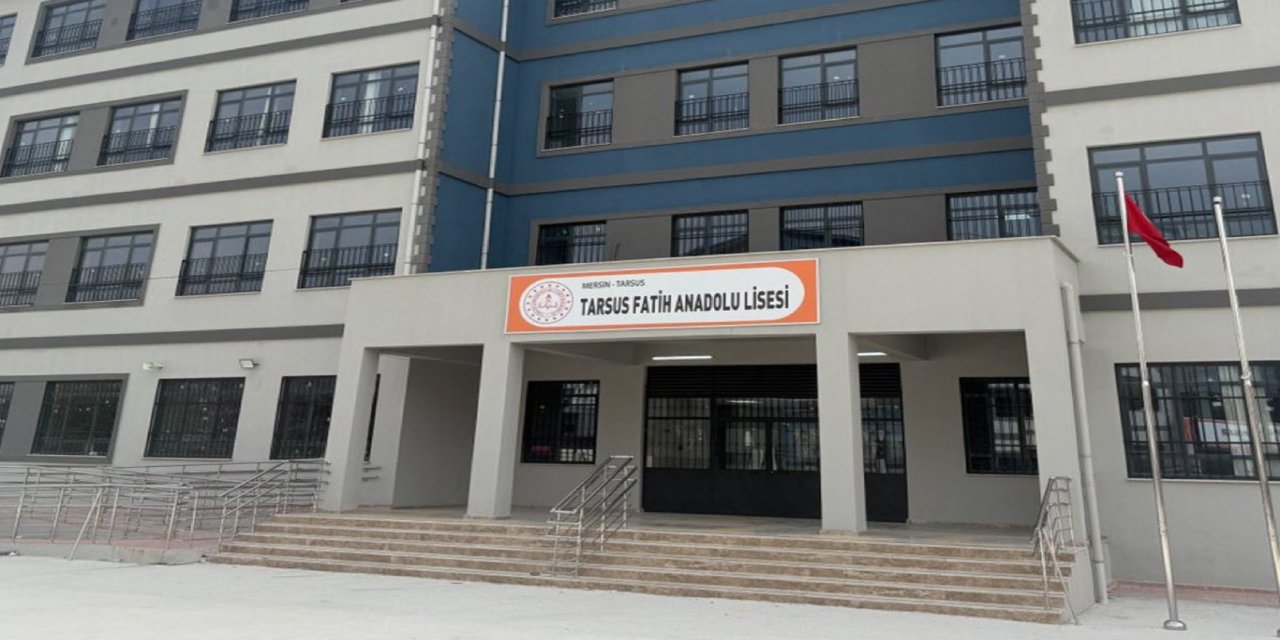 MERSİN - TARSUS
TARSUS FATİH ANADOLU LİSESİ